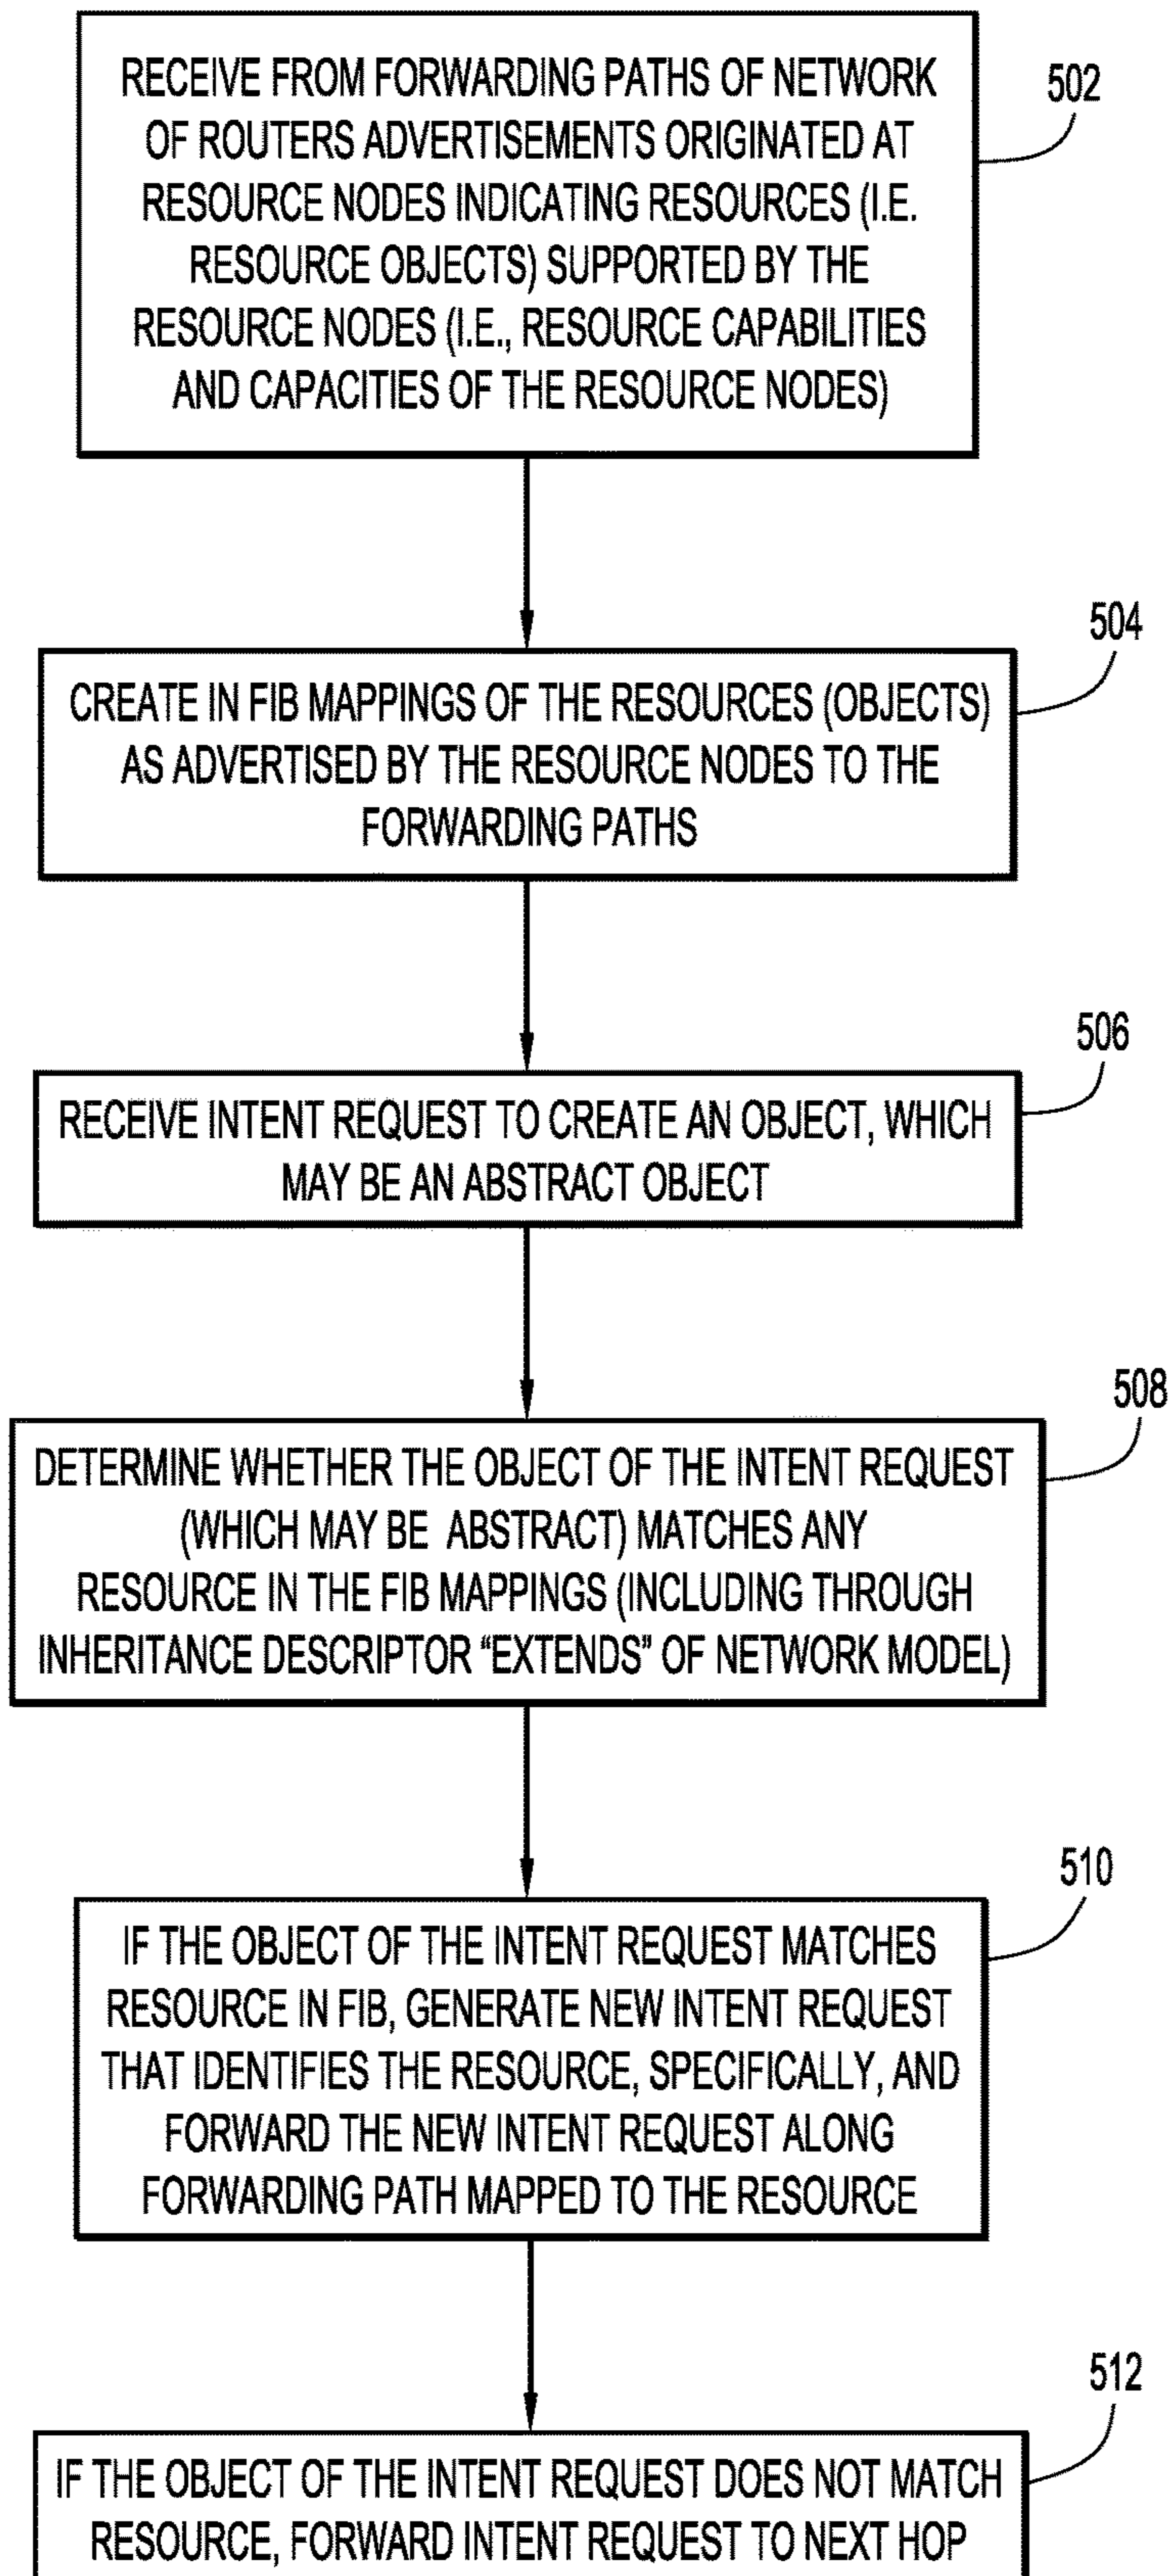 RECEIVE FROM FORWARDING PATHS OF NETWORK
OF ROUTERS ADVERTISEMENTS ORIGINATED AT
RESOURCE NODES INDICATING RESOURCES (I.E.
RESOURCE OBJECTS) SUPPORTED BY THE
RESOURCE NODES (I.E., RESOURCE CAPABILITIES
AND CAPACITIES OF THE RESOURCE NODES)
502
CREATE IN FIB MAPPINGS OF THE RESOURCES (OBJECTS)
AS ADVERTISED BY THE RESOURCE NODES TO THE
FORWARDING PATHS
504
RECEIVE INTENT REQUEST TO CREATE AN OBJECT, WHICH
MAY BE AN ABSTRACT OBJECT
506
DETERMINE WHETHER THE OBJECT OF THE INTENT REQUEST
(WHICH MAY BE ABSTRACT) MATCHES ANY
RESOURCE IN THE FIB MAPPINGS (INCLUDING THROUGH
INHERITANCE DESCRIPTOR “EXTENDS” OF NETWORK MODEL)
508
IF THE OBJECT OF THE INTENT REQUEST MATCHES
RESOURCE IN FIB, GENERATE NEW INTENT REQUEST
THAT IDENTIFIES THE RESOURCE, SPECIFICALLY, AND
FORWARD THE NEW INTENT REQUEST ALONG
FORWARDING PATH MAPPED TO THE RESOURCE
510
IF THE OBJECT OF THE INTENT REQUEST DOES NOT MATCH
RESOURCE, FORWARD INTENT REQUEST TO NEXT HOP
512